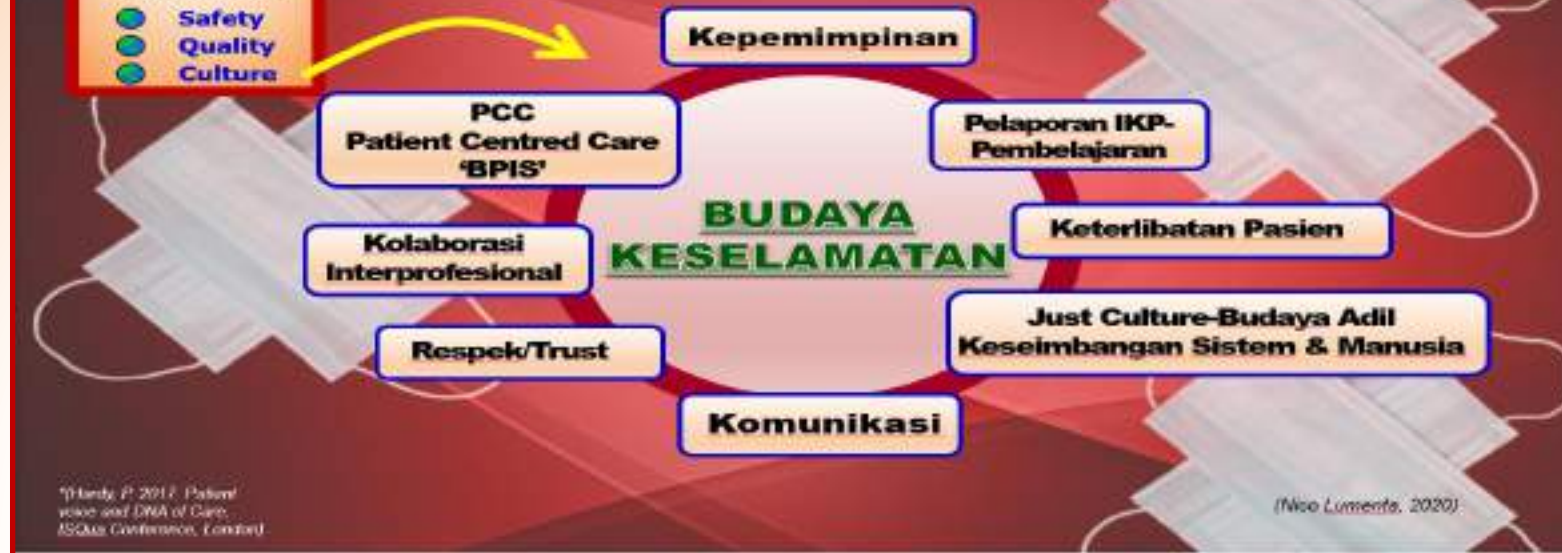 Safety
Quality
Culture
Kepemimpinan
PCC
Patient Centred Care
‘BPIS’
Pelaporan IKP-
Pembelajaran
BUDAYA
KESELAMATAN
Keterlibatan Pasien
Kolaborasi
Interprofesional
Just Culture-Budaya Adil
Keseimbangan Sistem & Manusia
Respek/Trust
Komunikasi
*(Hardy, P. 2017. Patient
voice and DNA of Care,
ISQua Conference, London)
(Nico Lumenta, 2020)